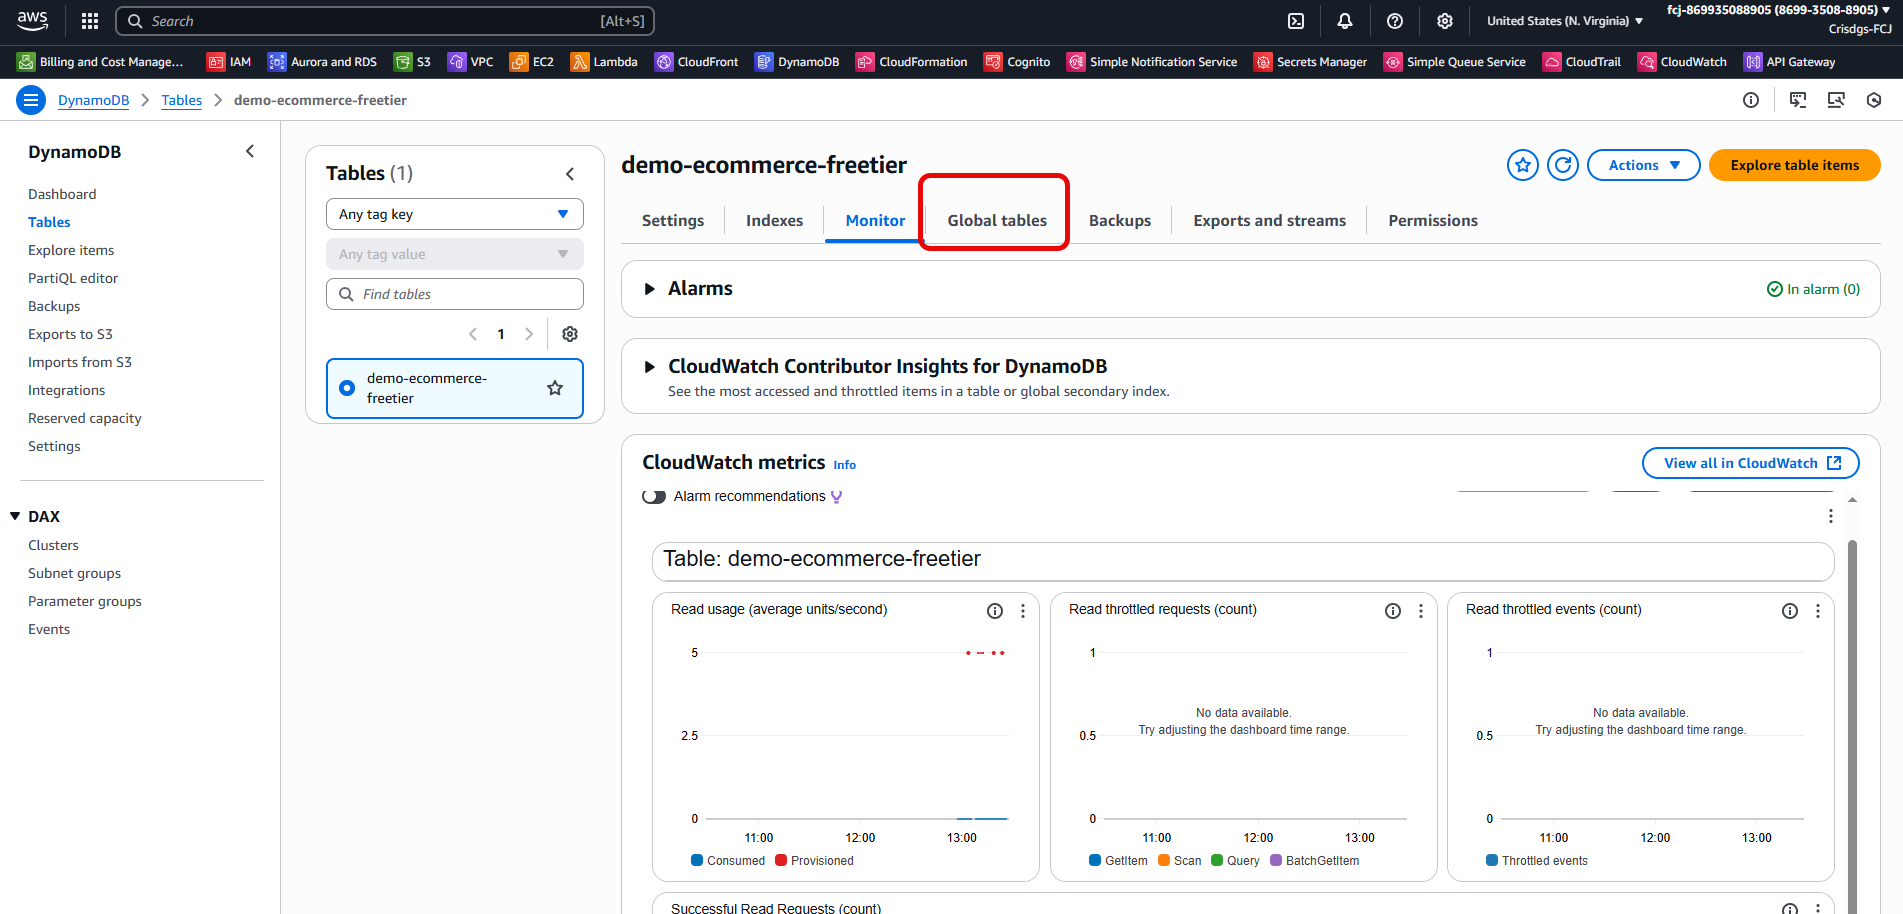 aws
Search [Alt+S]
United States (N. Virginia)
fcj-869935088905 (8699-3508-8905)
Crisdgs-FCJ
Billing and Cost Manage... IAM Aurora and RDS S3 VPC EC2 Lambda CloudFront DynamoDB CloudFormation Cognito Simple Notification Service Secrets Manager Simple Queue Service CloudTrail CloudWatch API Gateway
DynamoDB Tables demo-ecommerce-freetier
DynamoDB
Dashboard
Tables
Explore items
PartiQL editor
Backups
Exports to S3
Imports from S3
Integrations
Reserved capacity
Settings
DAX
Clusters
Subnet groups
Parameter groups
Events
Tables (1)
Any tag key
Any tag value
Find tables
1
demo-ecommerce-
freetier
demo-ecommerce-freetier
Actions
Explore table items
Settings Indexes Monitor Global tables Backups Exports and streams Permissions
Alarms
In alarm (0)
CloudWatch Contributor Insights for DynamoDB
See the most accessed and throttled items in a table or global secondary index.
CloudWatch metrics Info
View all in CloudWatch
Alarm recommendations
Table: demo-ecommerce-freetier
Read usage (average units/second)
5
2.5
0
11:00 12:00 13:00
Consumed Provisioned
Read throttled requests (count)
1
No data available.
Try adjusting the dashboard time range.
0.5
0
11:00 12:00 13:00
GetItem Scan Query BatchGetItem
Read throttled events (count)
1
No data available.
Try adjusting the dashboard time range.
0.5
0
11:00 12:00 13:00
Throttled events
Successful Read Requests (count)